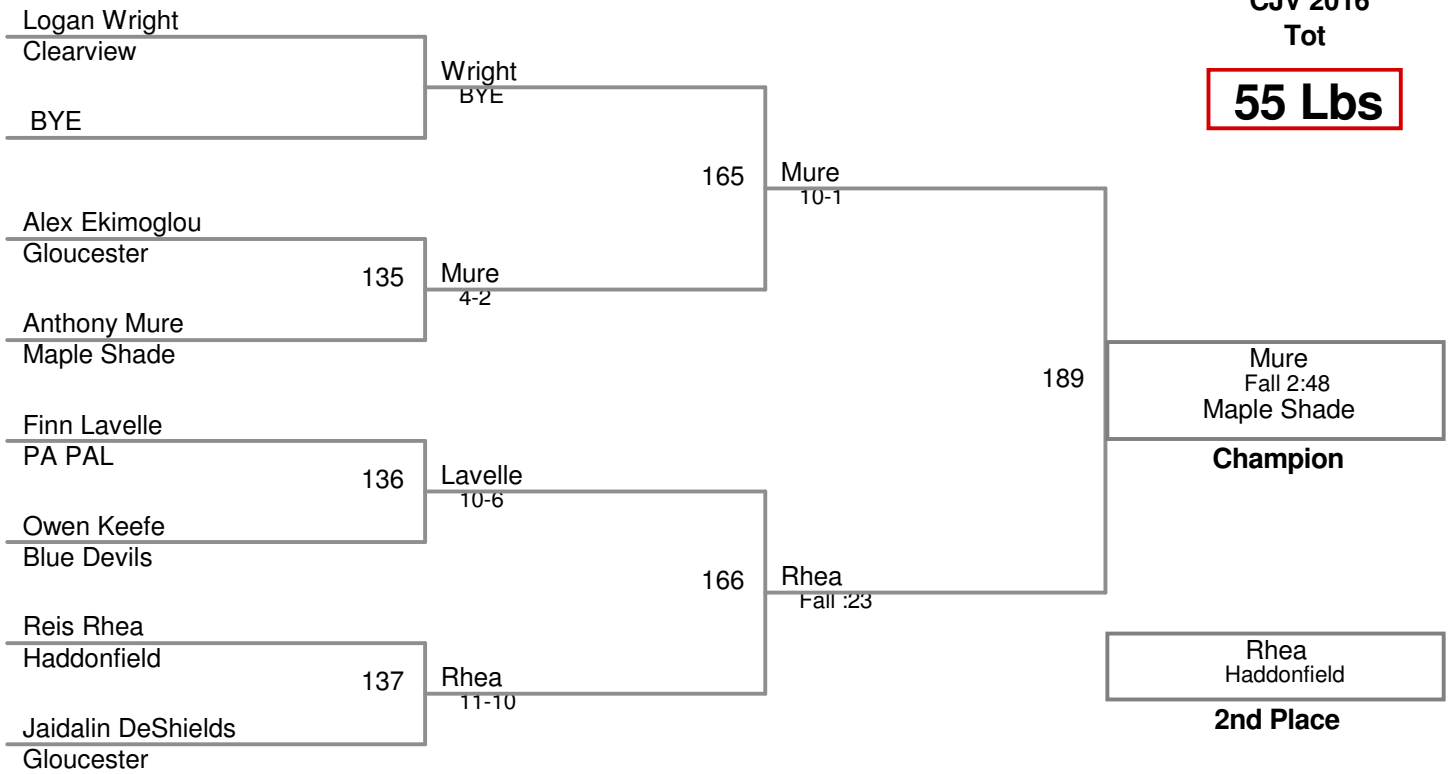 CJV 2016
Tot
55 Lbs
Logan Wright
Clearview
BYE
Wright
BYE
165
Mure
10-1
Alex Ekimoglou
Gloucester
135
Mure
4-2
Anthony Mure
Maple Shade
189
Mure
Fall 2:48
Maple Shade
Champion
Finn Lavelle
PA PAL
136
Lavelle
10-6
Owen Keefe
Blue Devils
166
Rhea
Fall :23
Reis Rhea
Haddonfield
137
Rhea
11-10
Jaidalin DeShields
Gloucester
Rhea
Haddonfield
2nd Place